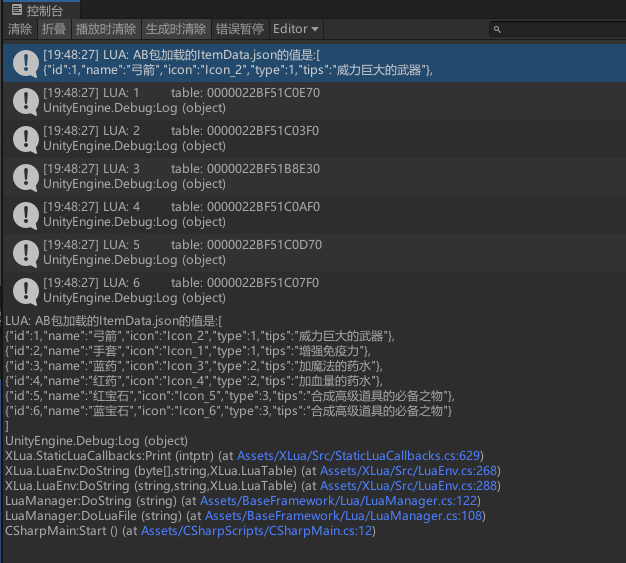 控制台
清除 折叠 播放时清除 生成时清除 错误暂停 Editor
[19:48:27] LUA: AB包加载的ItemData.json的值是:[
{"id":1,"name":"弓箭","icon":"Icon_2","type":1,"tips":"威力巨大的武器"},
[19:48:27] LUA: 1 table: 0000022BF51C0E70
UnityEngine.Debug:Log (object)
[19:48:27] LUA: 2 table: 0000022BF51C03F0
UnityEngine.Debug:Log (object)
[19:48:27] LUA: 3 table: 0000022BF51B8E30
UnityEngine.Debug:Log (object)
[19:48:27] LUA: 4 table: 0000022BF51C0AF0
UnityEngine.Debug:Log (object)
[19:48:27] LUA: 5 table: 0000022BF51C0D70
UnityEngine.Debug:Log (object)
[19:48:27] LUA: 6 table: 0000022BF51C07F0
UnityEngine.Debug:Log (object)
LUA: AB包加载的ItemData.json的值是:[
{"id":1,"name":"弓箭","icon":"Icon_2","type":1,"tips":"威力巨大的武器"},
{"id":2,"name":"手套","icon":"Icon_1","type":1,"tips":"增强免疫力"},
{"id":3,"name":"蓝药","icon":"Icon_3","type":2,"tips":"加魔法的药水"},
{"id":4,"name":"红药","icon":"Icon_4","type":2,"tips":"加血量的药水"},
{"id":5,"name":"红宝石","icon":"Icon_5","type":3,"tips":"合成高级道具的必备之物"},
{"id":6,"name":"蓝宝石","icon":"Icon_6","type":3,"tips":"合成高级道具的必备之物"}
]
UnityEngine.Debug:Log (object)
XLua.StaticLuaCallbacks:Print (intptr) (at Assets/XLua/Src/StaticLuaCallbacks.cs:629)
XLua.LuaEnv:DoString (byte[],string,XLua.LuaTable) (at Assets/XLua/Src/LuaEnv.cs:268)
XLua.LuaEnv:DoString (string,string,XLua.LuaTable) (at Assets/XLua/Src/LuaEnv.cs:288)
LuaManager:DoString (string) (at Assets/BaseFramework/Lua/LuaManager.cs:122)
LuaManager:DoLuaFile (string) (at Assets/BaseFramework/Lua/LuaManager.cs:108)
CSharpMain:Start () (at Assets/CSharpScripts/CSharpMain.cs:12)